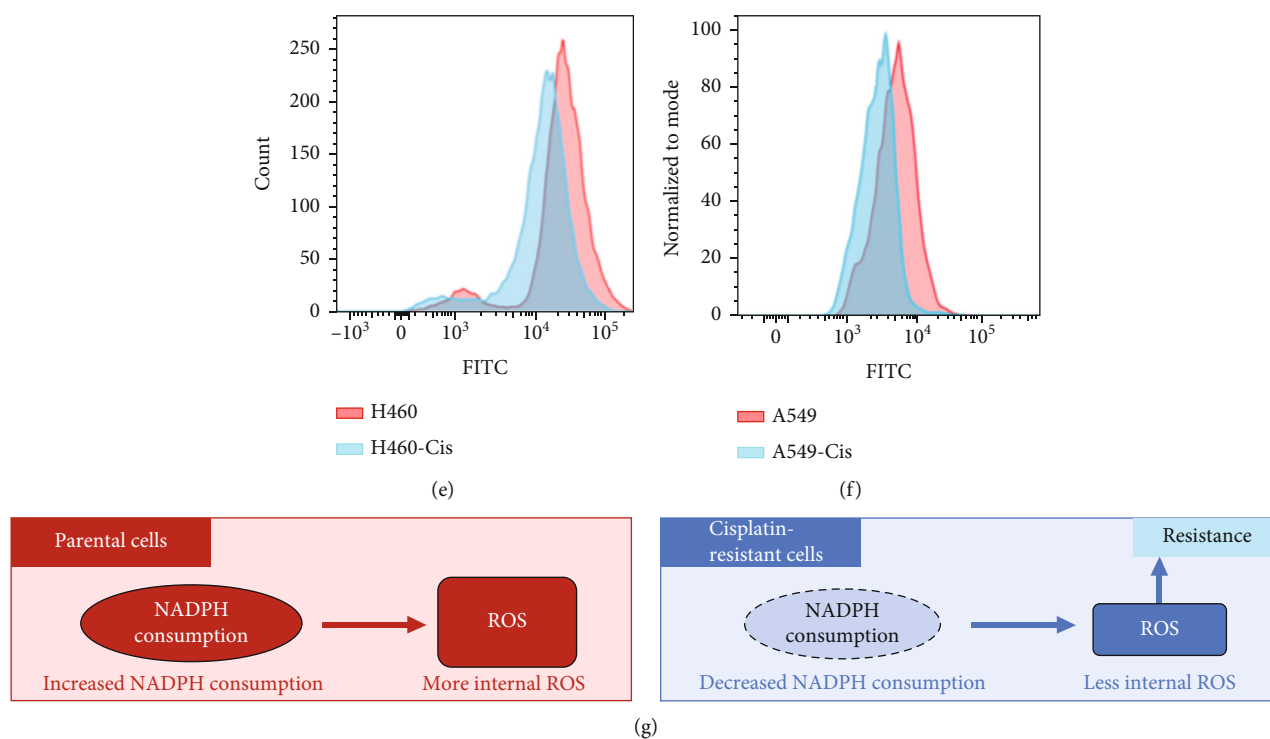 250
200
150
100
50
0
Count
–10³ 0 10³ 10⁴ 10⁵
FITC
H460
H460-Cis
(e)
100
80
60
40
20
0
Normalized to mode
0 10³ 10⁴ 10⁵
FITC
A549
A549-Cis
(f)
Parental cells
NADPH
consumption
ROS
Increased NADPH consumption
More internal ROS
Cisplatin-
resistant cells
Resistance
NADPH
consumption
ROS
Decreased NADPH consumption
Less internal ROS
(g)